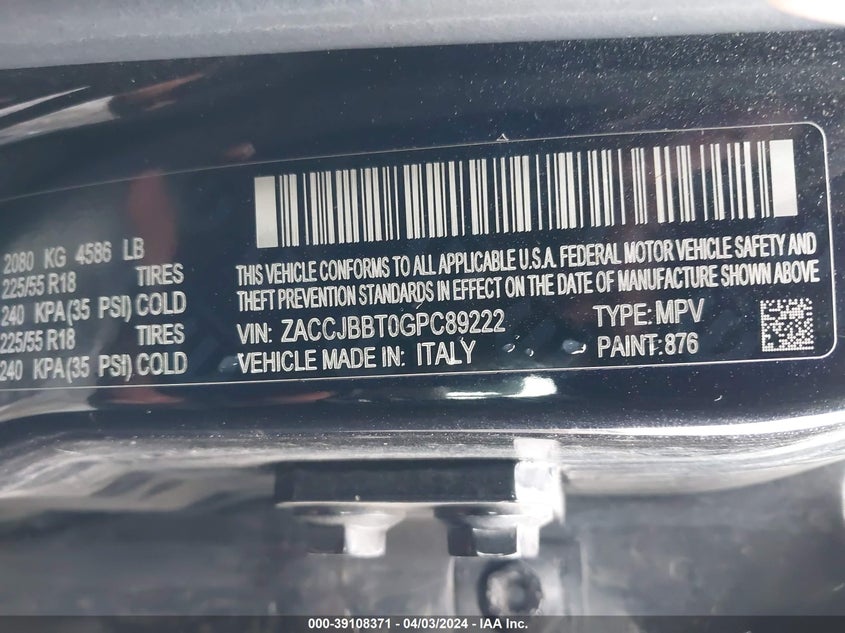 2080 KG 4586 LB
225/55 R18 TIRES
240 KPA(35 PSI) COLD
225/55 R18 TIRES
240 KPA(35 PSI) COLD
THIS VEHICLE CONFORMS TO ALL APPLICABLE U.S.A. FEDERAL MOTOR VEHICLE SAFETY AND
THEFT PREVENTION STANDARDS IN EFFECT ON THE DATE OF MANUFACTURE SHOWN ABOVE
VIN: ZACCJBBT0GPC89222 TYPE: MPV
VEHICLE MADE IN: ITALY PAINT: 876
000-39108371 - 04/03/2024 - IAA Inc.